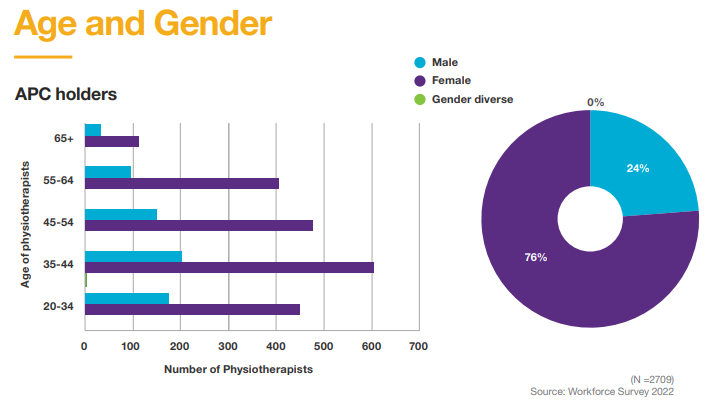 Age and Gender
Male
Female
Gender diverse
APC holders
0%
24%
76%
Age of physiotherapists
65+
55-64
45-54
35-44
20-34
0 100 200 300 400 500 600 700
Number of Physiotherapists
(N =2709)
Source: Workforce Survey 2022